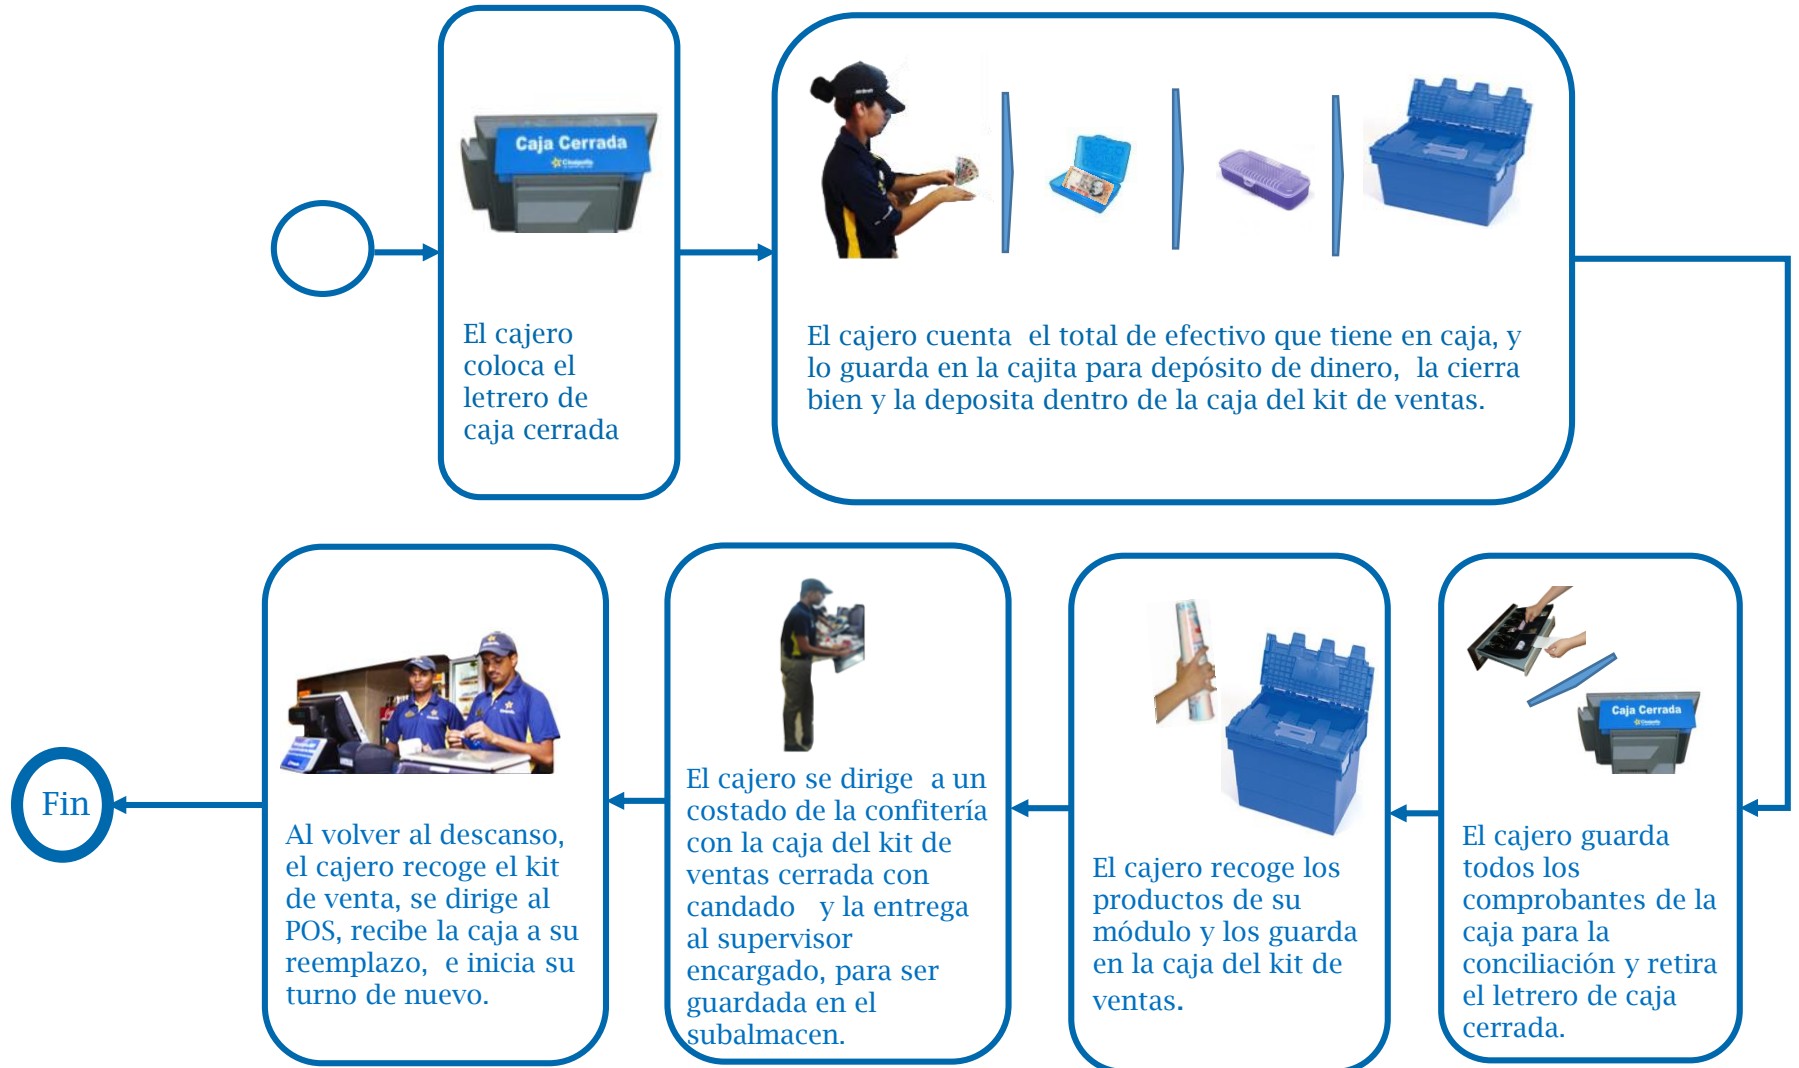 Caja Cerrada
Cinépolis
El cajero
coloca el
letrero de
caja cerrada
El cajero cuenta el total de efectivo que tiene en caja, y
lo guarda en la cajita para depósito de dinero, la cierra
bien y la deposita dentro de la caja del kit de ventas.
El cajero guarda
todos los
comprobantes de la
caja para la
conciliación y retira
el letrero de caja
cerrada.
Caja Cerrada
Cinépolis
El cajero recoge los
productos de su
módulo y los guarda
en la caja del kit de
ventas.
El cajero se dirige a un
costado de la confitería
con la caja del kit de
ventas cerrada con
candado y la entrega
al supervisor
encargado, para ser
guardada en el
subalmacen.
Al volver al descanso,
el cajero recoge el kit
de venta, se dirige al
POS, recibe la caja a su
reemplazo, e inicia su
turno de nuevo.
Fin